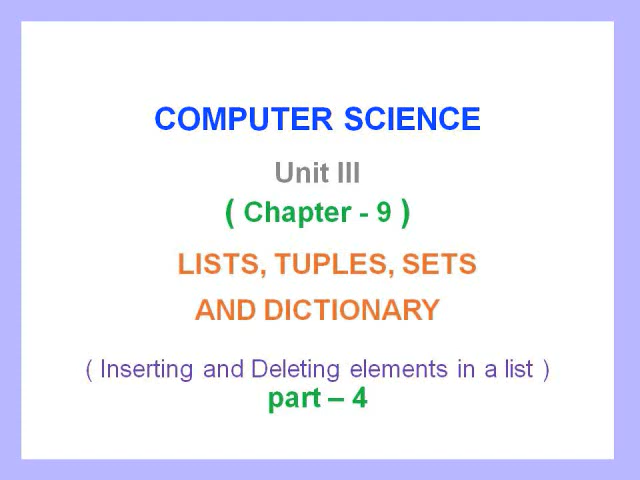 COMPUTER SCIENCE
Unit III
( Chapter - 9 )
LISTS, TUPLES, SETS
AND DICTIONARY
( Inserting and Deleting elements in a list )
part – 4